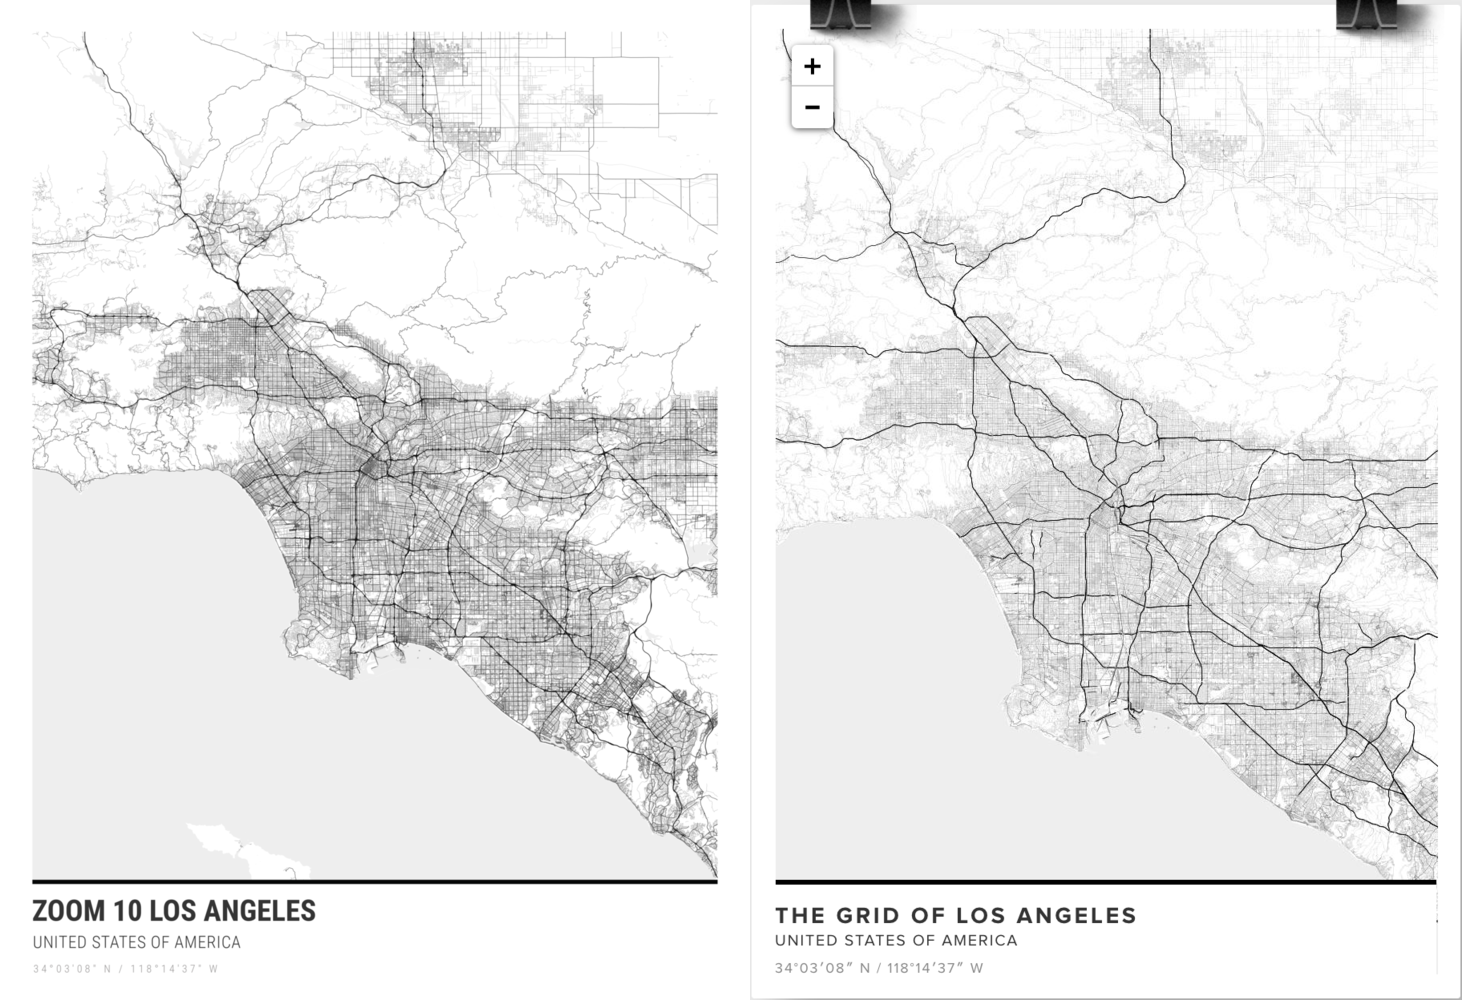 ZOOM 10 LOS ANGELES
UNITED STATES OF AMERICA
34°03'08" N / 118°14'37" W
+
−
THE GRID OF LOS ANGELES
UNITED STATES OF AMERICA
34°03′08″ N / 118°14′37″ W